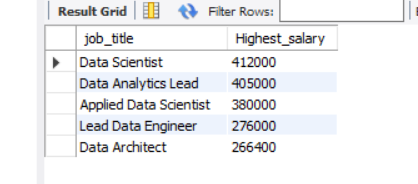 Result Grid Filter Rows:
job_title Highest_salary
Data Scientist 412000
Data Analytics Lead 405000
Applied Data Scientist 380000
Lead Data Engineer 276000
Data Architect 266400